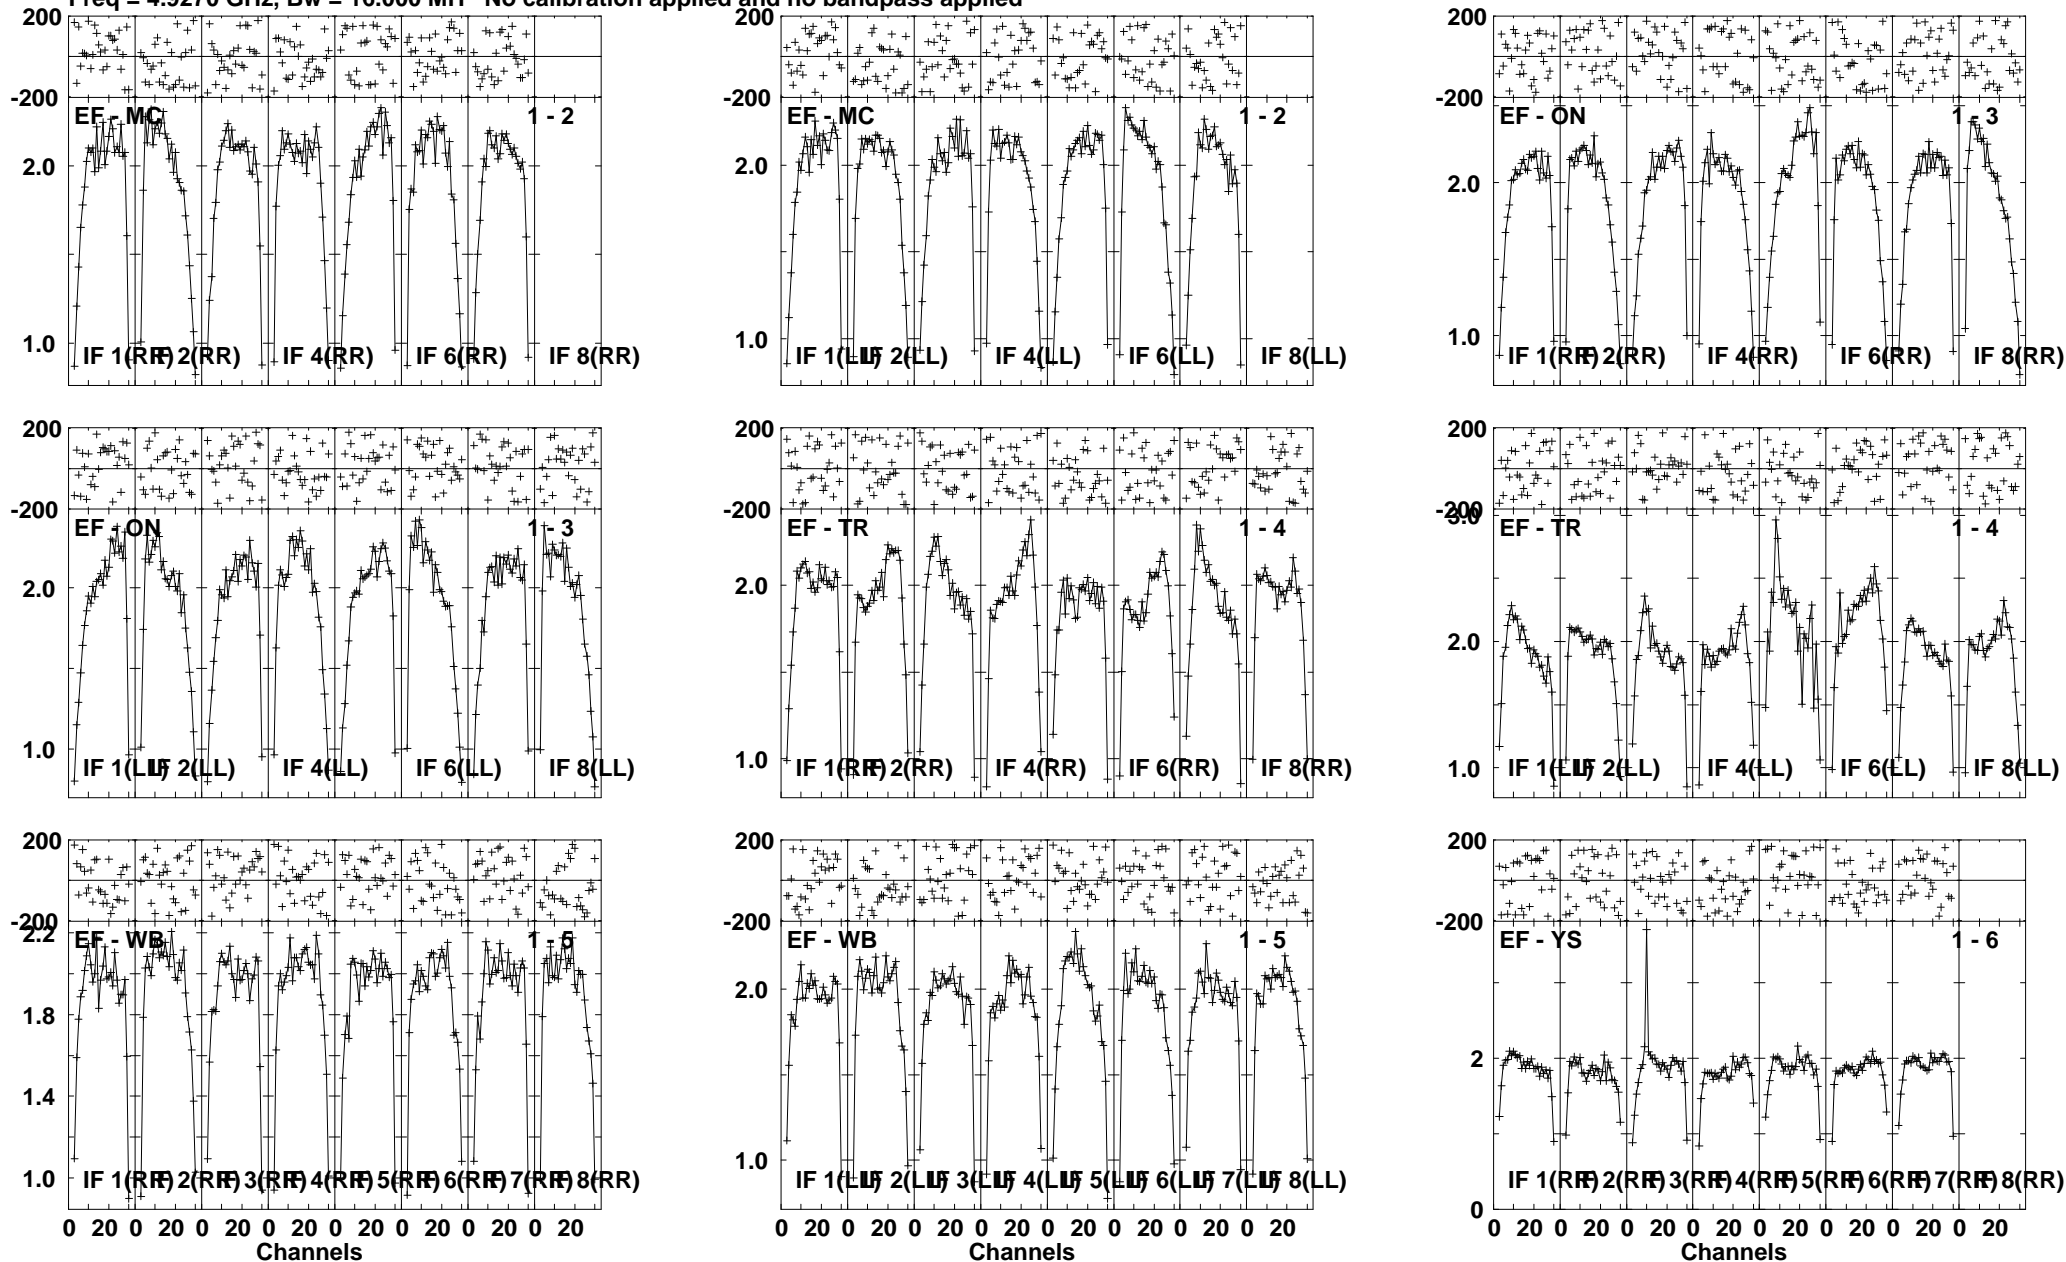 Freq = 4.9270 GHz, Bw = 16.000 MH No calibration applied and no bandpass applied
200
-200
EF - MC 1 - 2
2.0
1.0
IF 1(RR) IF 2(RR) IF 4(RR) IF 6(RR) IF 8(RR)
200
-200
EF - MC 1 - 2
2.0
1.0
IF 1(LL) IF 2(LL) IF 4(LL) IF 6(LL) IF 8(LL)
200
-200
EF - ON 1 - 3
2.0
1.0
IF 1(RR) IF 2(RR) IF 4(RR) IF 6(RR) IF 8(RR)
200
-200
EF - ON 1 - 3
2.0
1.0
IF 1(LL) IF 2(LL) IF 4(LL) IF 6(LL) IF 8(LL)
200
-200
EF - TR 1 - 4
2.0
1.0
IF 1(RR) IF 2(RR) IF 4(RR) IF 6(RR) IF 8(RR)
200
-200
3.0
EF - TR 1 - 4
2.0
1.0
IF 1(LL) IF 2(LL) IF 4(LL) IF 6(LL) IF 8(LL)
200
-200
2.2
EF - WB 1 - 5
1.8
1.4
1.0
IF 1(RR) IF 2(RR) IF 3(RR) IF 4(RR) IF 5(RR) IF 6(RR) IF 7(RR) IF 8(RR)
0 20 0 20 0 20 0 20 0 20 0 20 0 20 0 20
Channels
200
-200
EF - WB 1 - 5
2.0
1.0
IF 1(LL) IF 2(LL) IF 3(LL) IF 4(LL) IF 5(LL) IF 6(LL) IF 7(LL) IF 8(LL)
0 20 0 20 0 20 0 20 0 20 0 20 0 20 0 20
Channels
200
-200
EF - YS 1 - 6
2
0
IF 1(RR) IF 2(RR) IF 3(RR) IF 4(RR) IF 5(RR) IF 6(RR) IF 7(RR) IF 8(RR)
0 20 0 20 0 20 0 20 0 20 0 20 0 20 0 20
Channels